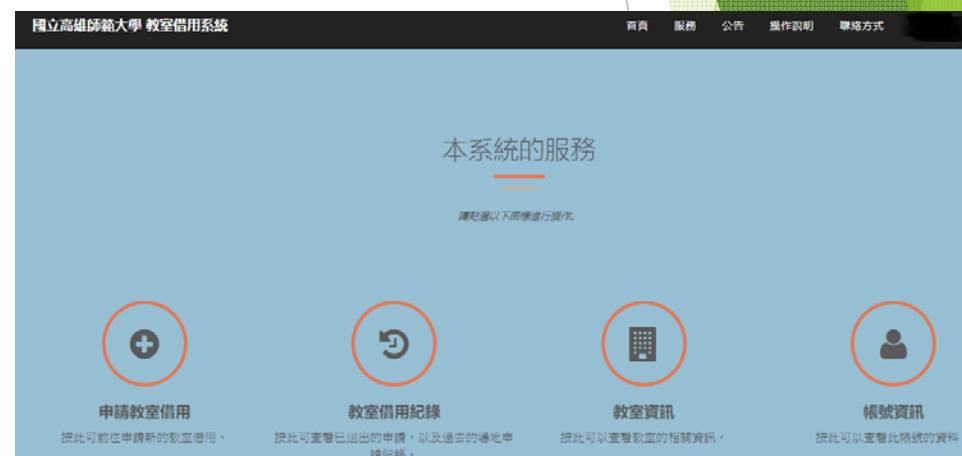 國立高雄師範大學 教室借用系統
首頁 服務 公告 操作說明 聯絡方式
本系統的服務
請點選以下圖標進行操作。
申請教室借用 教室借用紀錄 教室資訊 帳號資訊
按此可前往申請新的教室借用。 按此可查看已送出的申請，以及過去的場地申 按此可以查看教室的相關資訊。 按此可以查看此帳號的資料
請記錄。